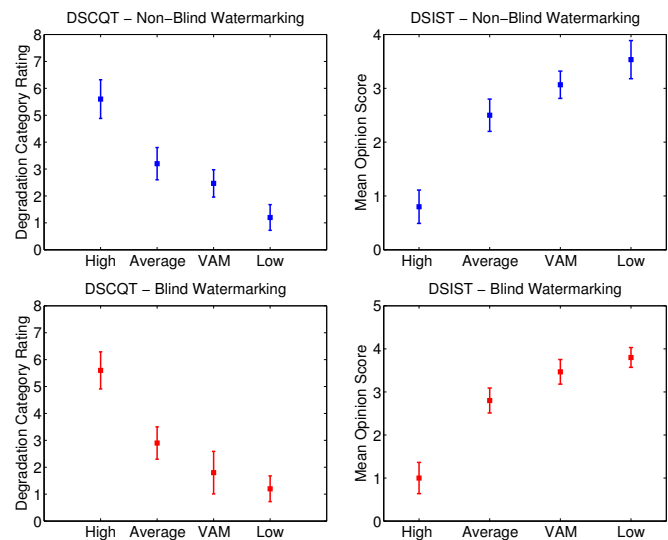 DSCQT − Non−Blind Watermarking
Degradation Category Rating
8
7
6
5
4
3
2
1
0
High Average VAM Low
DSIST − Non−Blind Watermarking
Mean Opinion Score
4
3
2
1
0
High Average VAM Low
DSCQT − Blind Watermarking
Degradation Category Rating
8
7
6
5
4
3
2
1
0
High Average VAM Low
DSIST − Blind Watermarking
Mean Opinion Score
5
4
3
2
1
0
High Average VAM Low